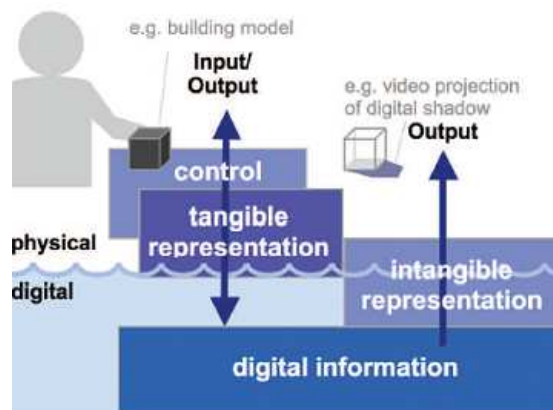 e.g. building model
Input/
Output
e.g. video projection
of digital shadow
Output
control
tangible
representation
physical
digital
intangible
representation
digital information